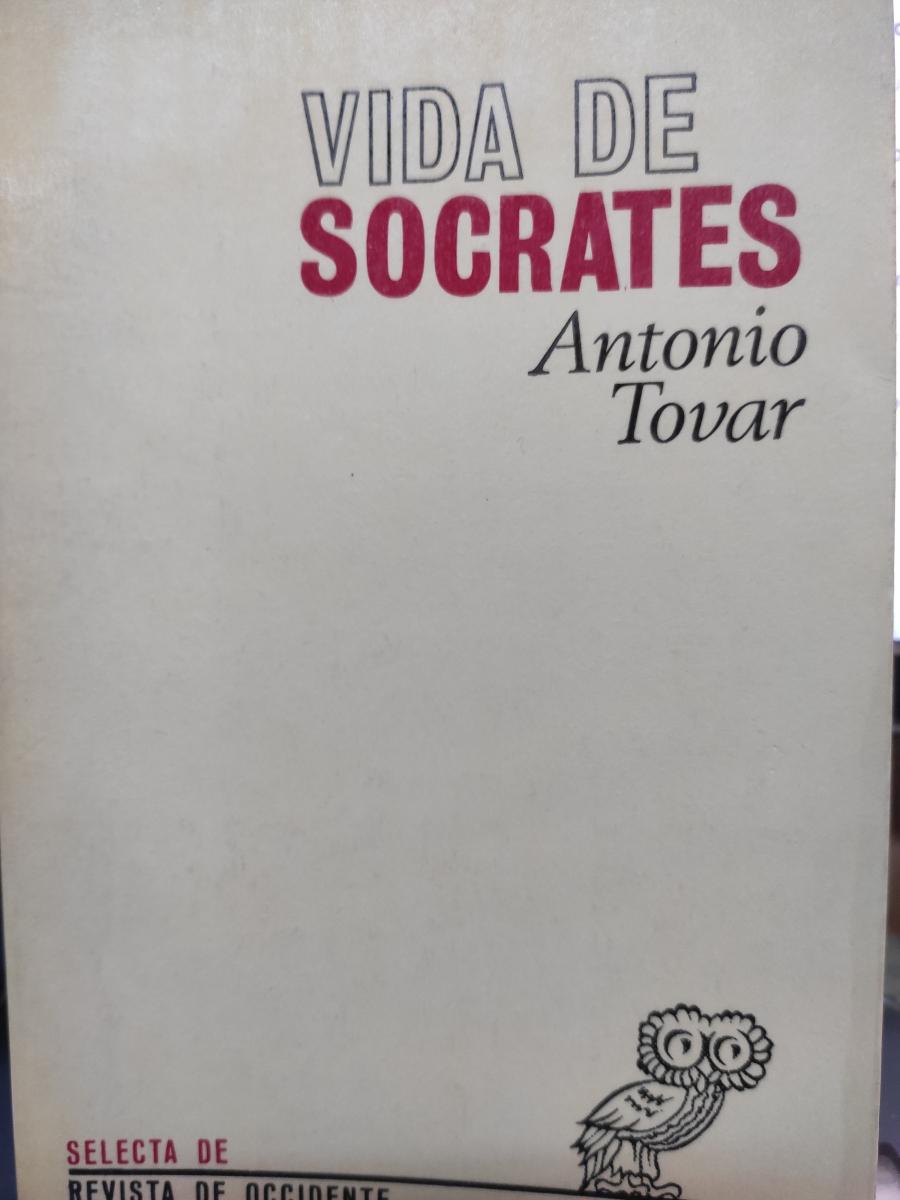 VIDA DE
SOCRATES
Antonio
Tovar
SELECTA DE
REVISTA DE OCCIDENTE